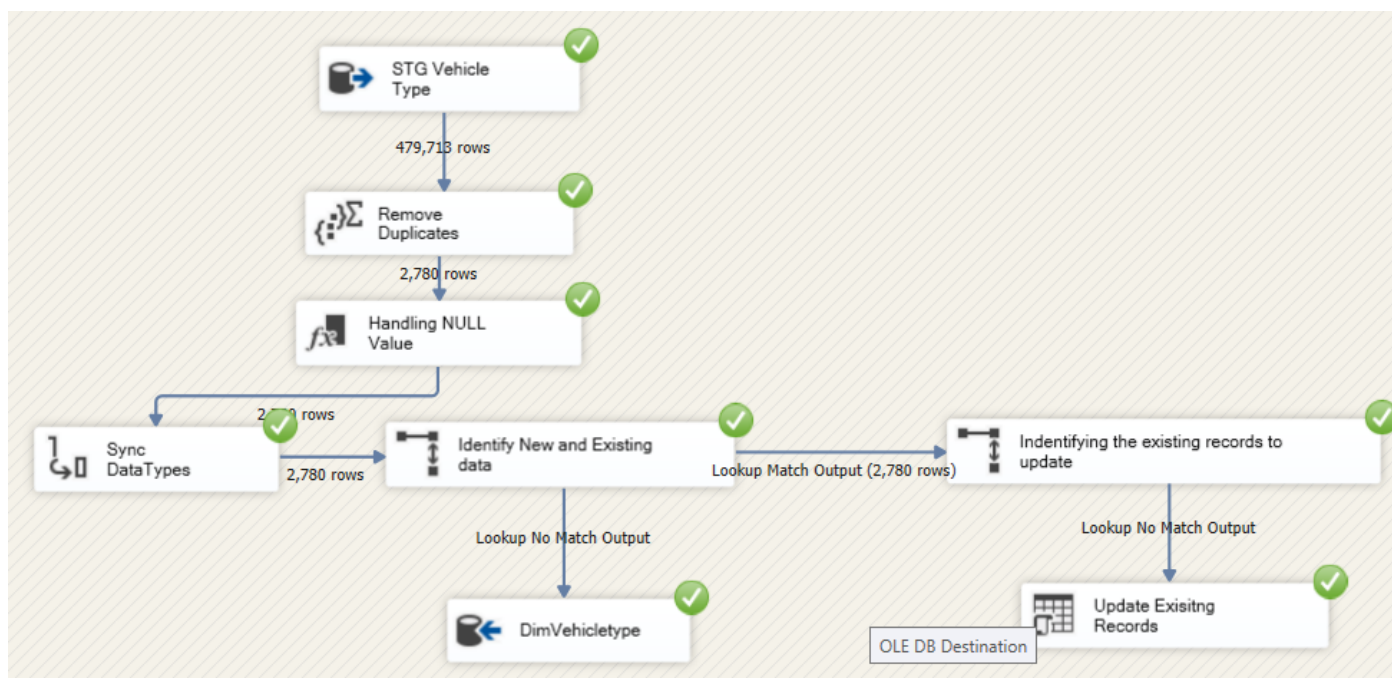 STG Vehicle
Type
479,713 rows
Remove
Duplicates
2,780 rows
Handling NULL
Value
rows
Sync
DataTypes
2,780 rows
Identify New and Existing
data
Lookup Match Output (2,780 rows)
Indentifying the existing records to
update
Lookup No Match Output
Lookup No Match Output
DimVehicletype
OLE DB Destination
Update Exisitng
Records